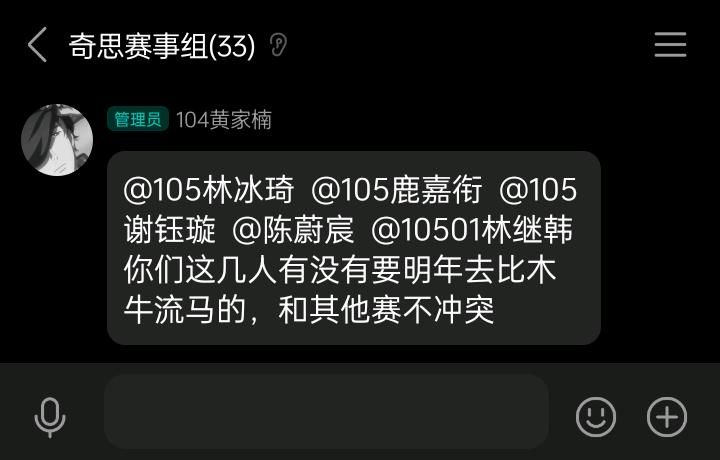 奇思赛事组(33)
管理员 104黄家楠
@105林冰琦 @105鹿嘉衔 @105
谢钰璇 @陈蔚宸 @10501林继韩
你们这几人有没有要明年去比木
牛流马的，和其他赛不冲突